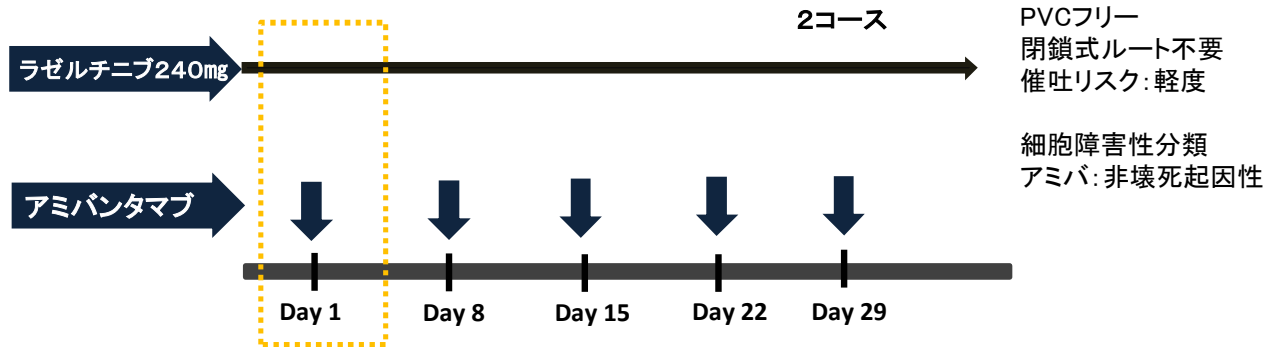 2コース
ラゼルチニブ240㎎
アミバンタマブ
Day 1
Day 8
Day 15
Day 22
Day 29
PVCフリー
閉鎖式ルート不要
催吐リスク：軽度
細胞障害性分類
アミバ：非壊死起因性